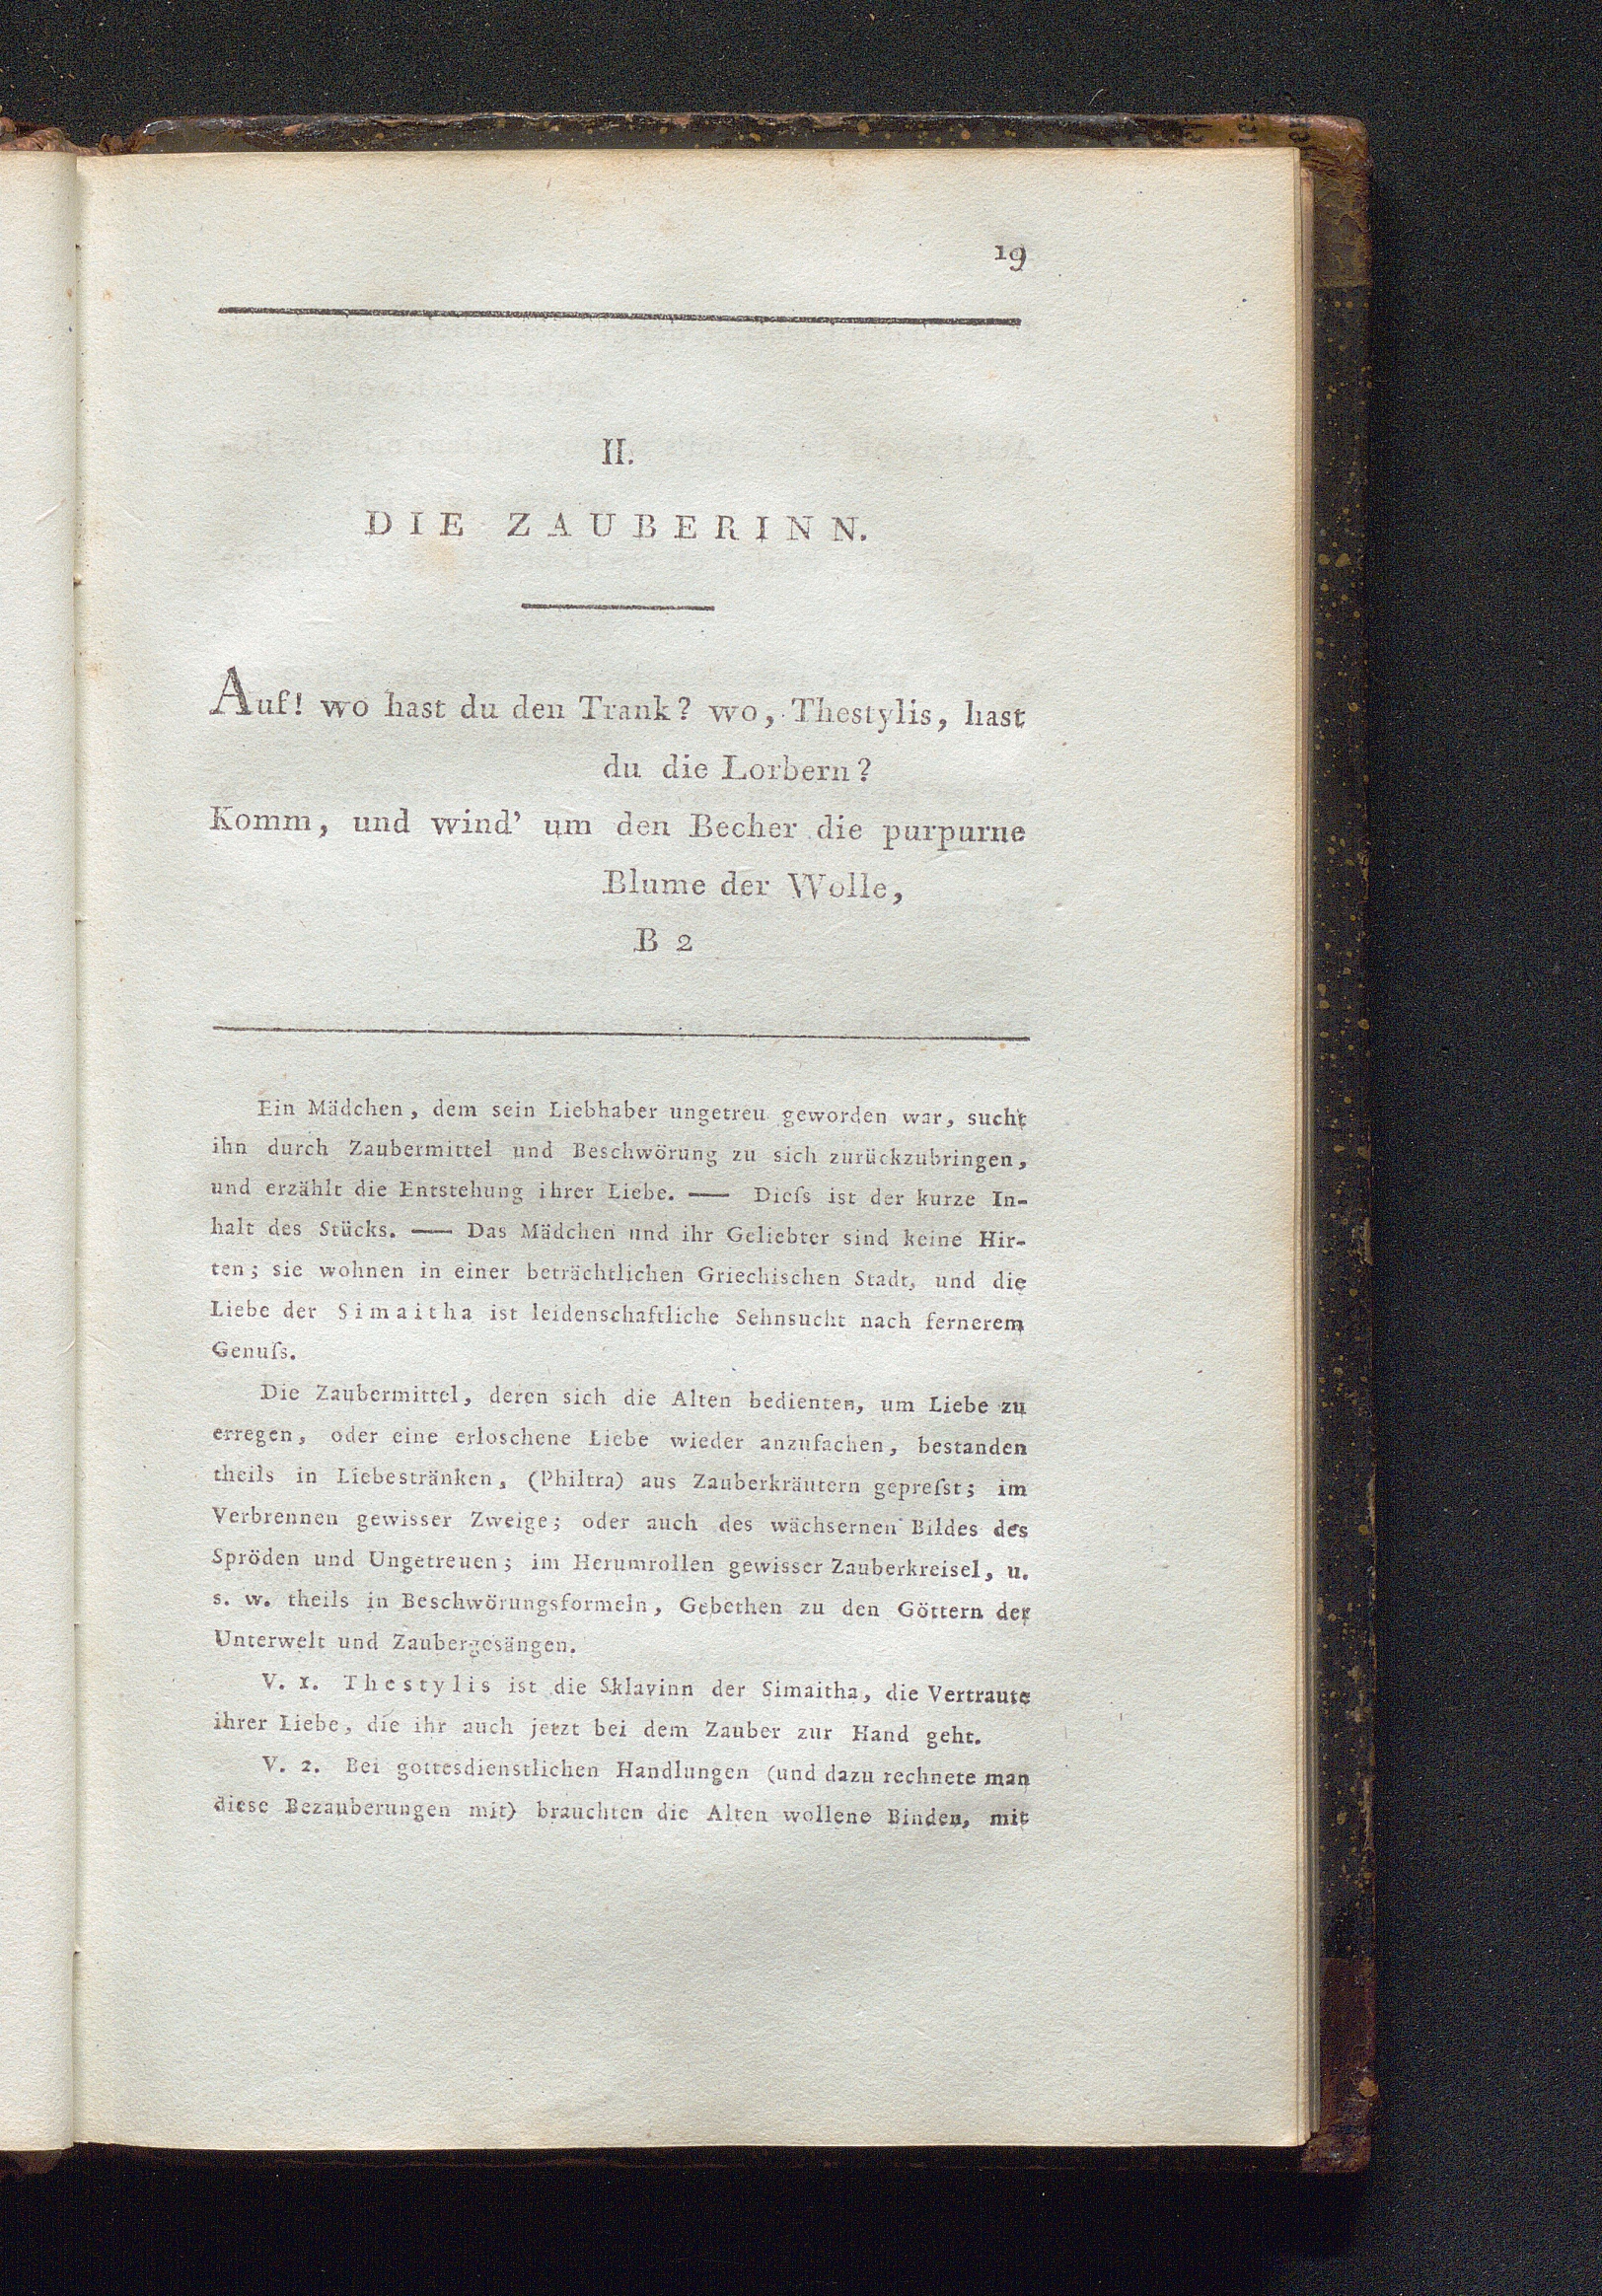 19
II.
DIE ZAUBERINN.
Auf! wo hast du den Trank? wo, Thestylis, hast
du die Lorbern?
Komm, und wind' um den Becher die purpurne
Blume der Wolle,
B 2
Ein Mädchen, dem sein Liebhaber ungetreu geworden war, sucht
ihn durch Zaubermittel und Beschwörung zu sich zurückzubringen,
und erzählt die Entstehung ihrer Liebe. — Dieſs ist der kurze In-
halt des Stücks. — Das Mädchen und ihr Geliebter sind keine Hir-
ten; sie wohnen in einer beträchtlichen Griechischen Stadt, und die
Liebe der Simaitha ist leidenschaftliche Sehnsucht nach fernerem
Genuſs.
Die Zaubermittel, deren sich die Alten bedienten, um Liebe zu
erregen, oder eine erloschene Liebe wieder anzufachen, bestanden
theils in Liebestränken, (Philtra) aus Zauberkräutern gepreſst; im
Verbrennen gewisser Zweige; oder auch des wächsernen Bildes des
Spröden und Ungetreuen; im Herumrollen gewisser Zauberkreisel, u.
s. w. theils in Beschwörungsformeln, Gebethen zu den Göttern der
Unterwelt und Zaubergesängen.
V. 1. Thestylis ist die Sklavinn der Simaitha, die Vertraute
ihrer Liebe, die ihr auch jetzt bei dem Zauber zur Hand geht.
V. 2. Bei gottesdienstlichen Handlungen (und dazu rechnete man
diese Bezauberungen mit) brauchten die Alten wollene Binden, mit